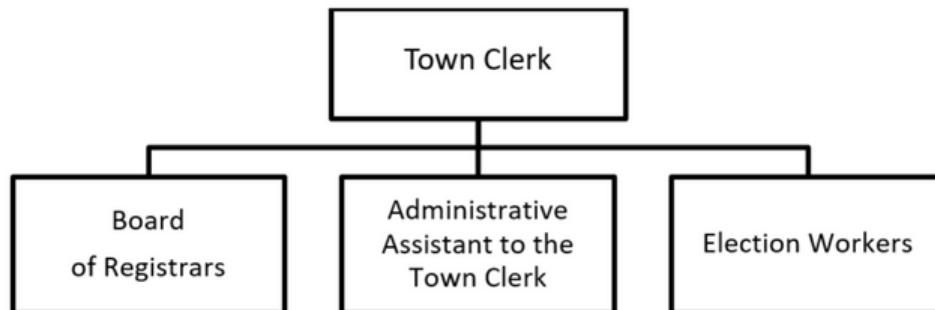 Town Clerk
Board
of Registrars
Administrative
Assistant to the
Town Clerk
Election Workers